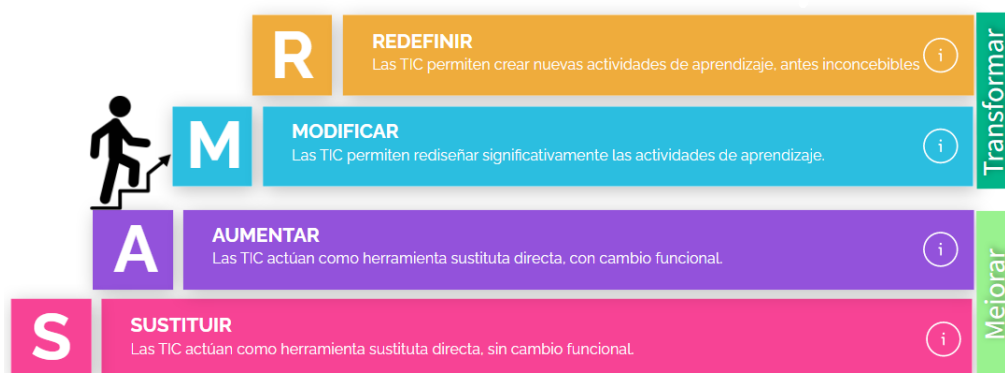 R
REDEFINIR
Las TIC permiten crear nuevas actividades de aprendizaje, antes inconcebibles
i
M
MODIFICAR
Las TIC permiten rediseñar significativamente las actividades de aprendizaje.
i
Transformar
A
AUMENTAR
Las TIC actúan como herramienta sustituta directa, con cambio funcional.
i
S
SUSTITUIR
Las TIC actúan como herramienta sustituta directa, sin cambio funcional.
i
Mejorar